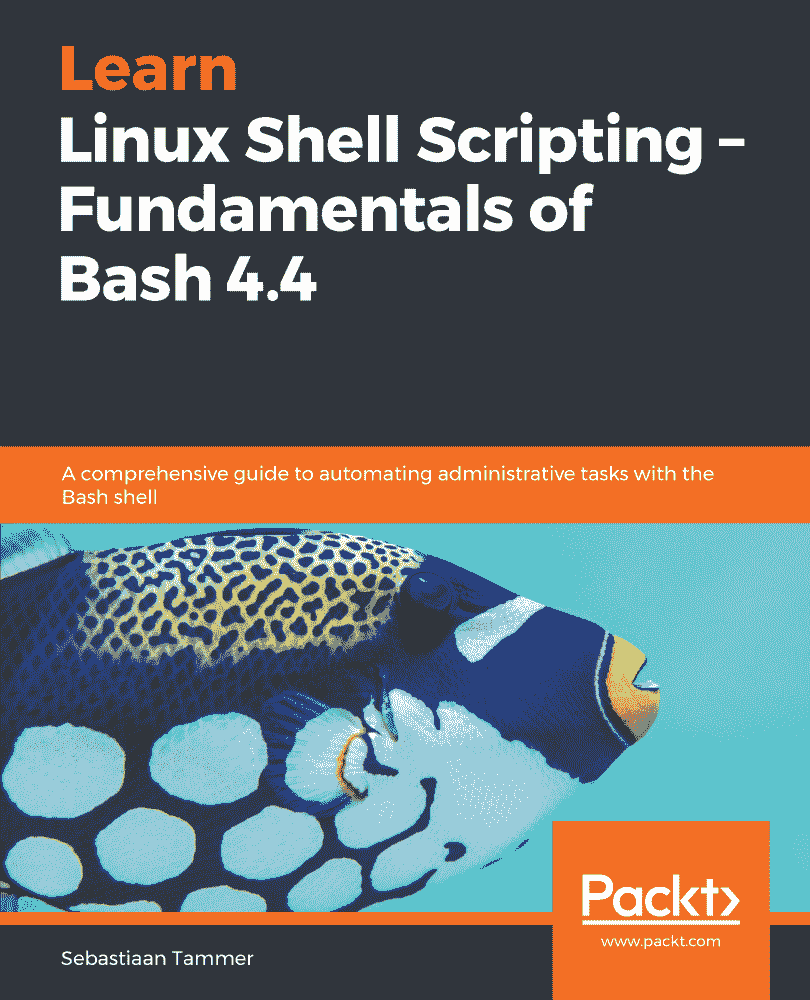 Learn
Linux Shell Scripting –
Fundamentals of
Bash 4.4
A comprehensive guide to automating administrative tasks with the
Bash shell
Packt>
www.packt.com
Sebastiaan Tammer